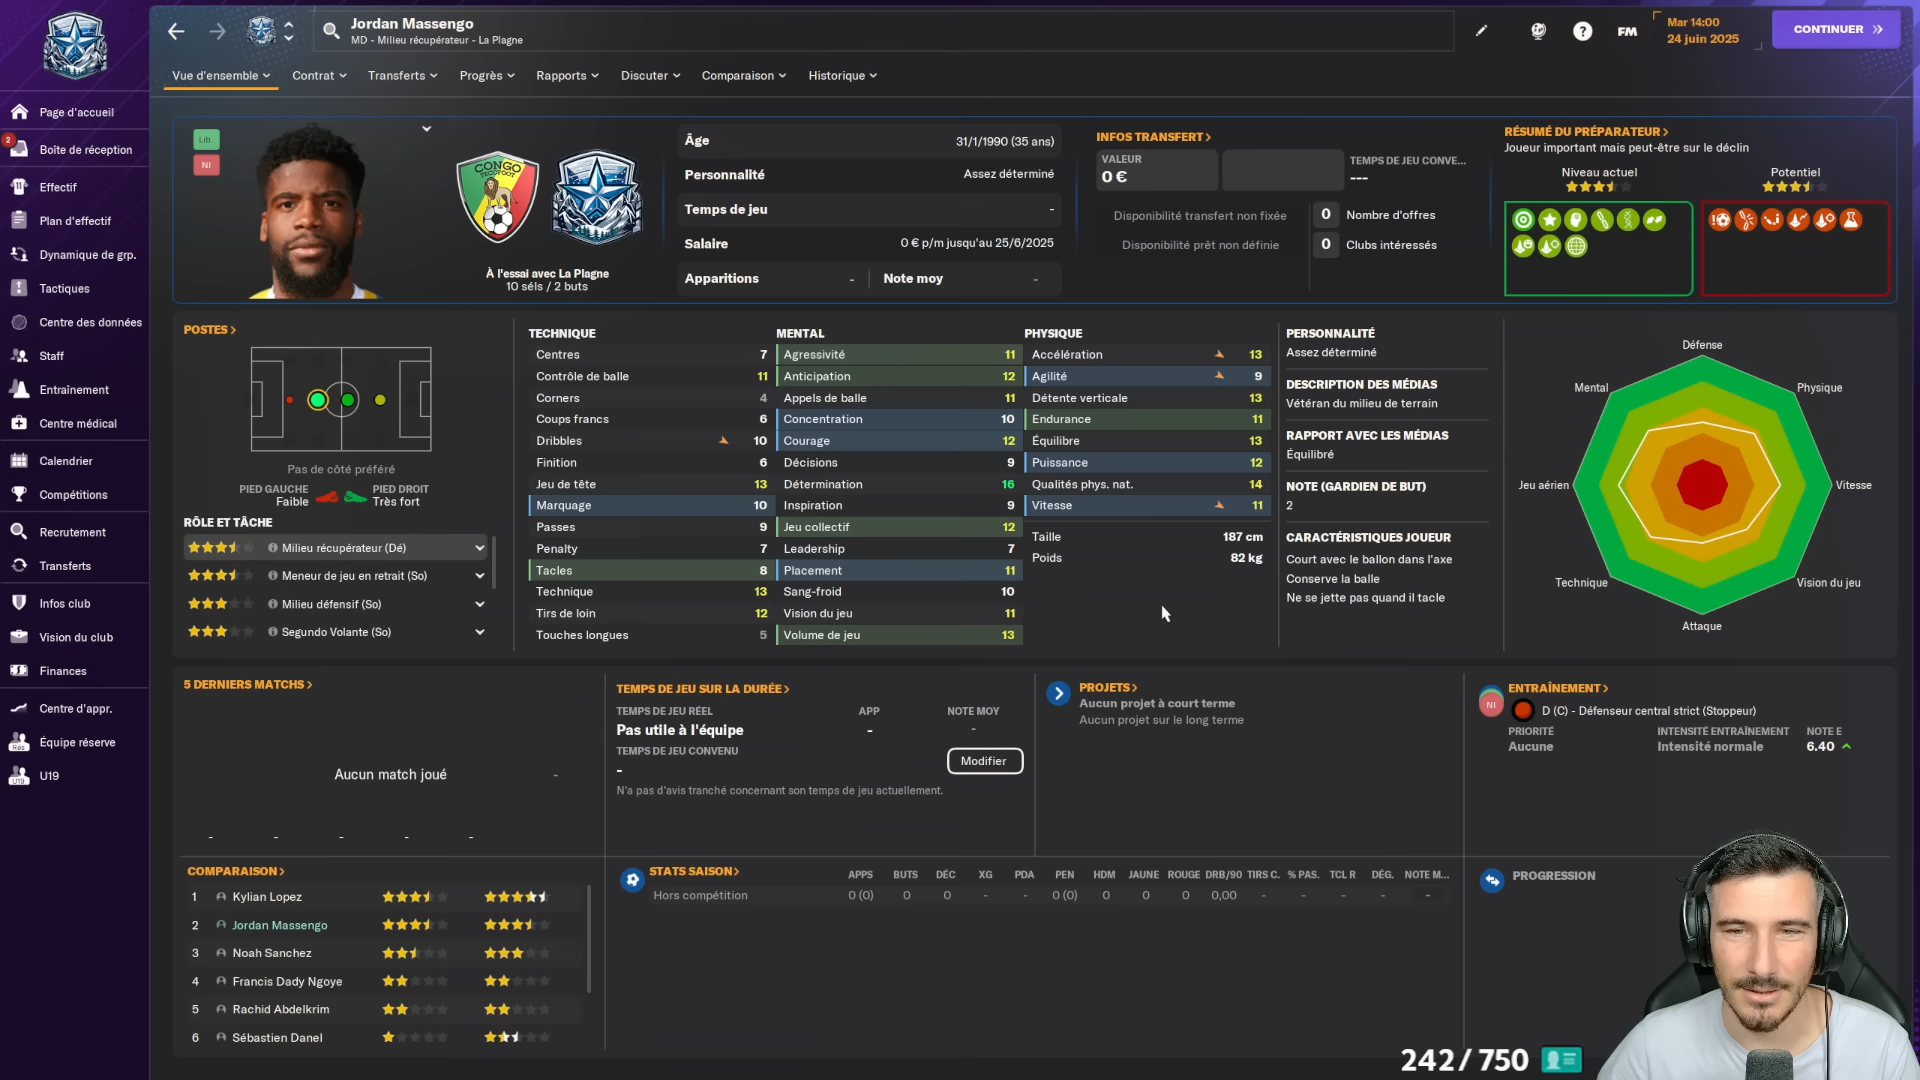 Jordan Massengo
MD - Milieu récupérateur - La Plagne
FM
Mar 14:00
24 juin 2025
CONTINUER
Vue d'ensemble
Contrat
Transferts
Progrès
Rapports
Discuter
Comparaison
Historique
Page d'accueil
2
Boîte de réception
Effectif
Plan d'effectif
Dynamique de grp.
Tactiques
Centre des données
Staff
Entraînement
Centre médical
Calendrier
Compétitions
Recrutement
Transferts
Infos club
Vision du club
Finances
Centre d'appr.
Équipe réserve
U19
Lib
NI
CONGO
À l'essai avec La Plagne
10 séls / 2 buts
Âge 31/1/1990 (35 ans)
Personnalité Assez déterminé
Temps de jeu -
Salaire 0 € p/m jusqu'au 25/6/2025
Apparitions - Note moy -
INFOS TRANSFERT
VALEUR
0 €
TEMPS DE JEU CONVE...
---
Disponibilité transfert non fixée
0 Nombre d'offres
Disponibilité prêt non définie
0 Clubs intéressés
RÉSUMÉ DU PRÉPARATEUR
Joueur important mais peut-être sur le déclin
Niveau actuel
Potentiel
POSTES
Pas de côté préféré
PIED GAUCHE
Faible
PIED DROIT
Très fort
RÔLE ET TÂCHE
Milieu récupérateur (Dé)
Meneur de jeu en retrait (So)
Milieu défensif (So)
Segundo Volante (So)
TECHNIQUE
Centres 7
Contrôle de balle 11
Corners 4
Coups francs 6
Dribbles 10
Finition 6
Jeu de tête 13
Marquage 10
Passes 9
Penalty 7
Tacles 8
Technique 13
Tirs de loin 12
Touches longues 5
MENTAL
Agressivité 11
Anticipation 12
Appels de balle 11
Concentration 10
Courage 12
Décisions 9
Détermination 16
Inspiration 9
Jeu collectif 12
Leadership 7
Placement 11
Sang-froid 10
Vision du jeu 11
Volume de jeu 13
PHYSIQUE
Accélération 13
Agilité 9
Détente verticale 13
Endurance 11
Équilibre 13
Puissance 12
Qualités phys. nat. 14
Vitesse 11
Taille 187 cm
Poids 82 kg
PERSONNALITÉ
Assez déterminé
DESCRIPTION DES MÉDIAS
Vétéran du milieu de terrain
RAPPORT AVEC LES MÉDIAS
Équilibré
NOTE (GARDIEN DE BUT)
2
CARACTÉRISTIQUES JOUEUR
Court avec le ballon dans l'axe
Conserve la balle
Ne se jette pas quand il tacle
Défense
Mental
Physique
Jeu aérien
Vitesse
Technique
Vision du jeu
Attaque
5 DERNIERS MATCHS
Aucun match joué -
- - - - -
TEMPS DE JEU SUR LA DURÉE
TEMPS DE JEU RÉEL APP NOTE MOY
Pas utile à l'équipe - -
TEMPS DE JEU CONVENU
-
Modifier
N'a pas d'avis tranché concernant son temps de jeu actuellement.
PROJETS
Aucun projet à court terme
Aucun projet sur le long terme
ENTRAÎNEMENT
NI
D (C) - Défenseur central strict (Stoppeur)
PRIORITÉ INTENSITÉ ENTRAÎNEMENT NOTE E
Aucune Intensité normale 6.40
COMPARAISON
1 Kylian Lopez
2 Jordan Massengo
3 Noah Sanchez
4 Francis Dady Ngoye
5 Rachid Abdelkrim
6 Sébastien Danel
STATS SAISON APPS BUTS DÉC XG PDA PEN HDM JAUNE ROUGE DRB/90 TIRS C. % PAS. TCL R DÉG. NOTE M...
Hors compétition 0 (0) 0 0 - - 0 (0) 0 0 0 0,00 - - - - -
PROGRESSION
242/750